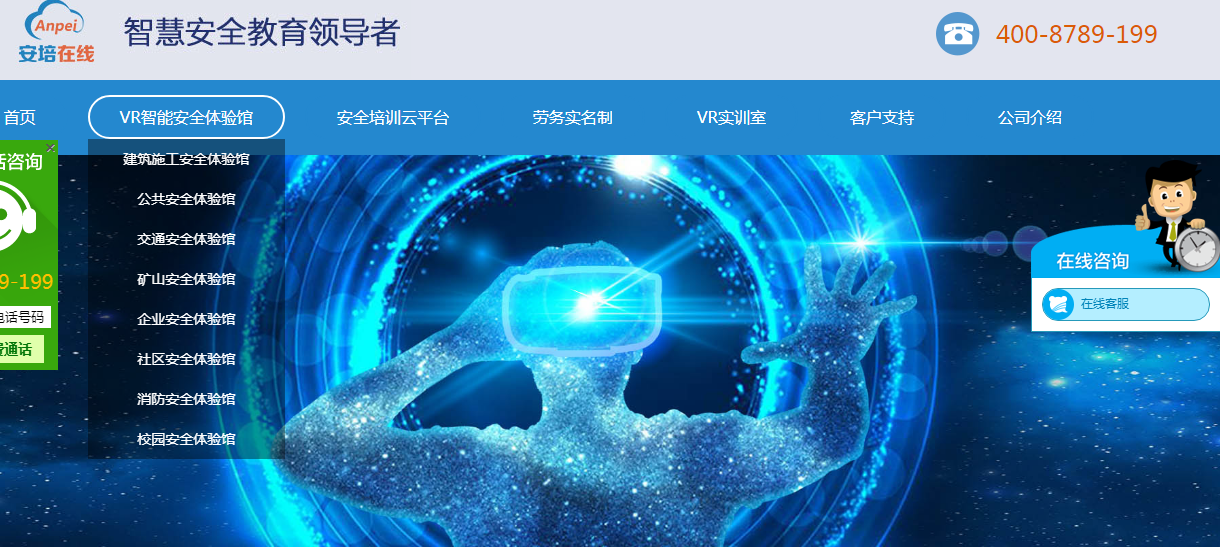 Anpei
安培在线
智慧安全教育领导者
400-8789-199
首页
VR智能安全体验馆
安全培训云平台
劳务实名制
VR实训室
客户支持
公司介绍
建筑施工安全体验馆
公共安全体验馆
交通安全体验馆
矿山安全体验馆
企业安全体验馆
社区安全体验馆
消防安全体验馆
校园安全体验馆
咨询
9-199
电话号码
通话
在线咨询
在线客服